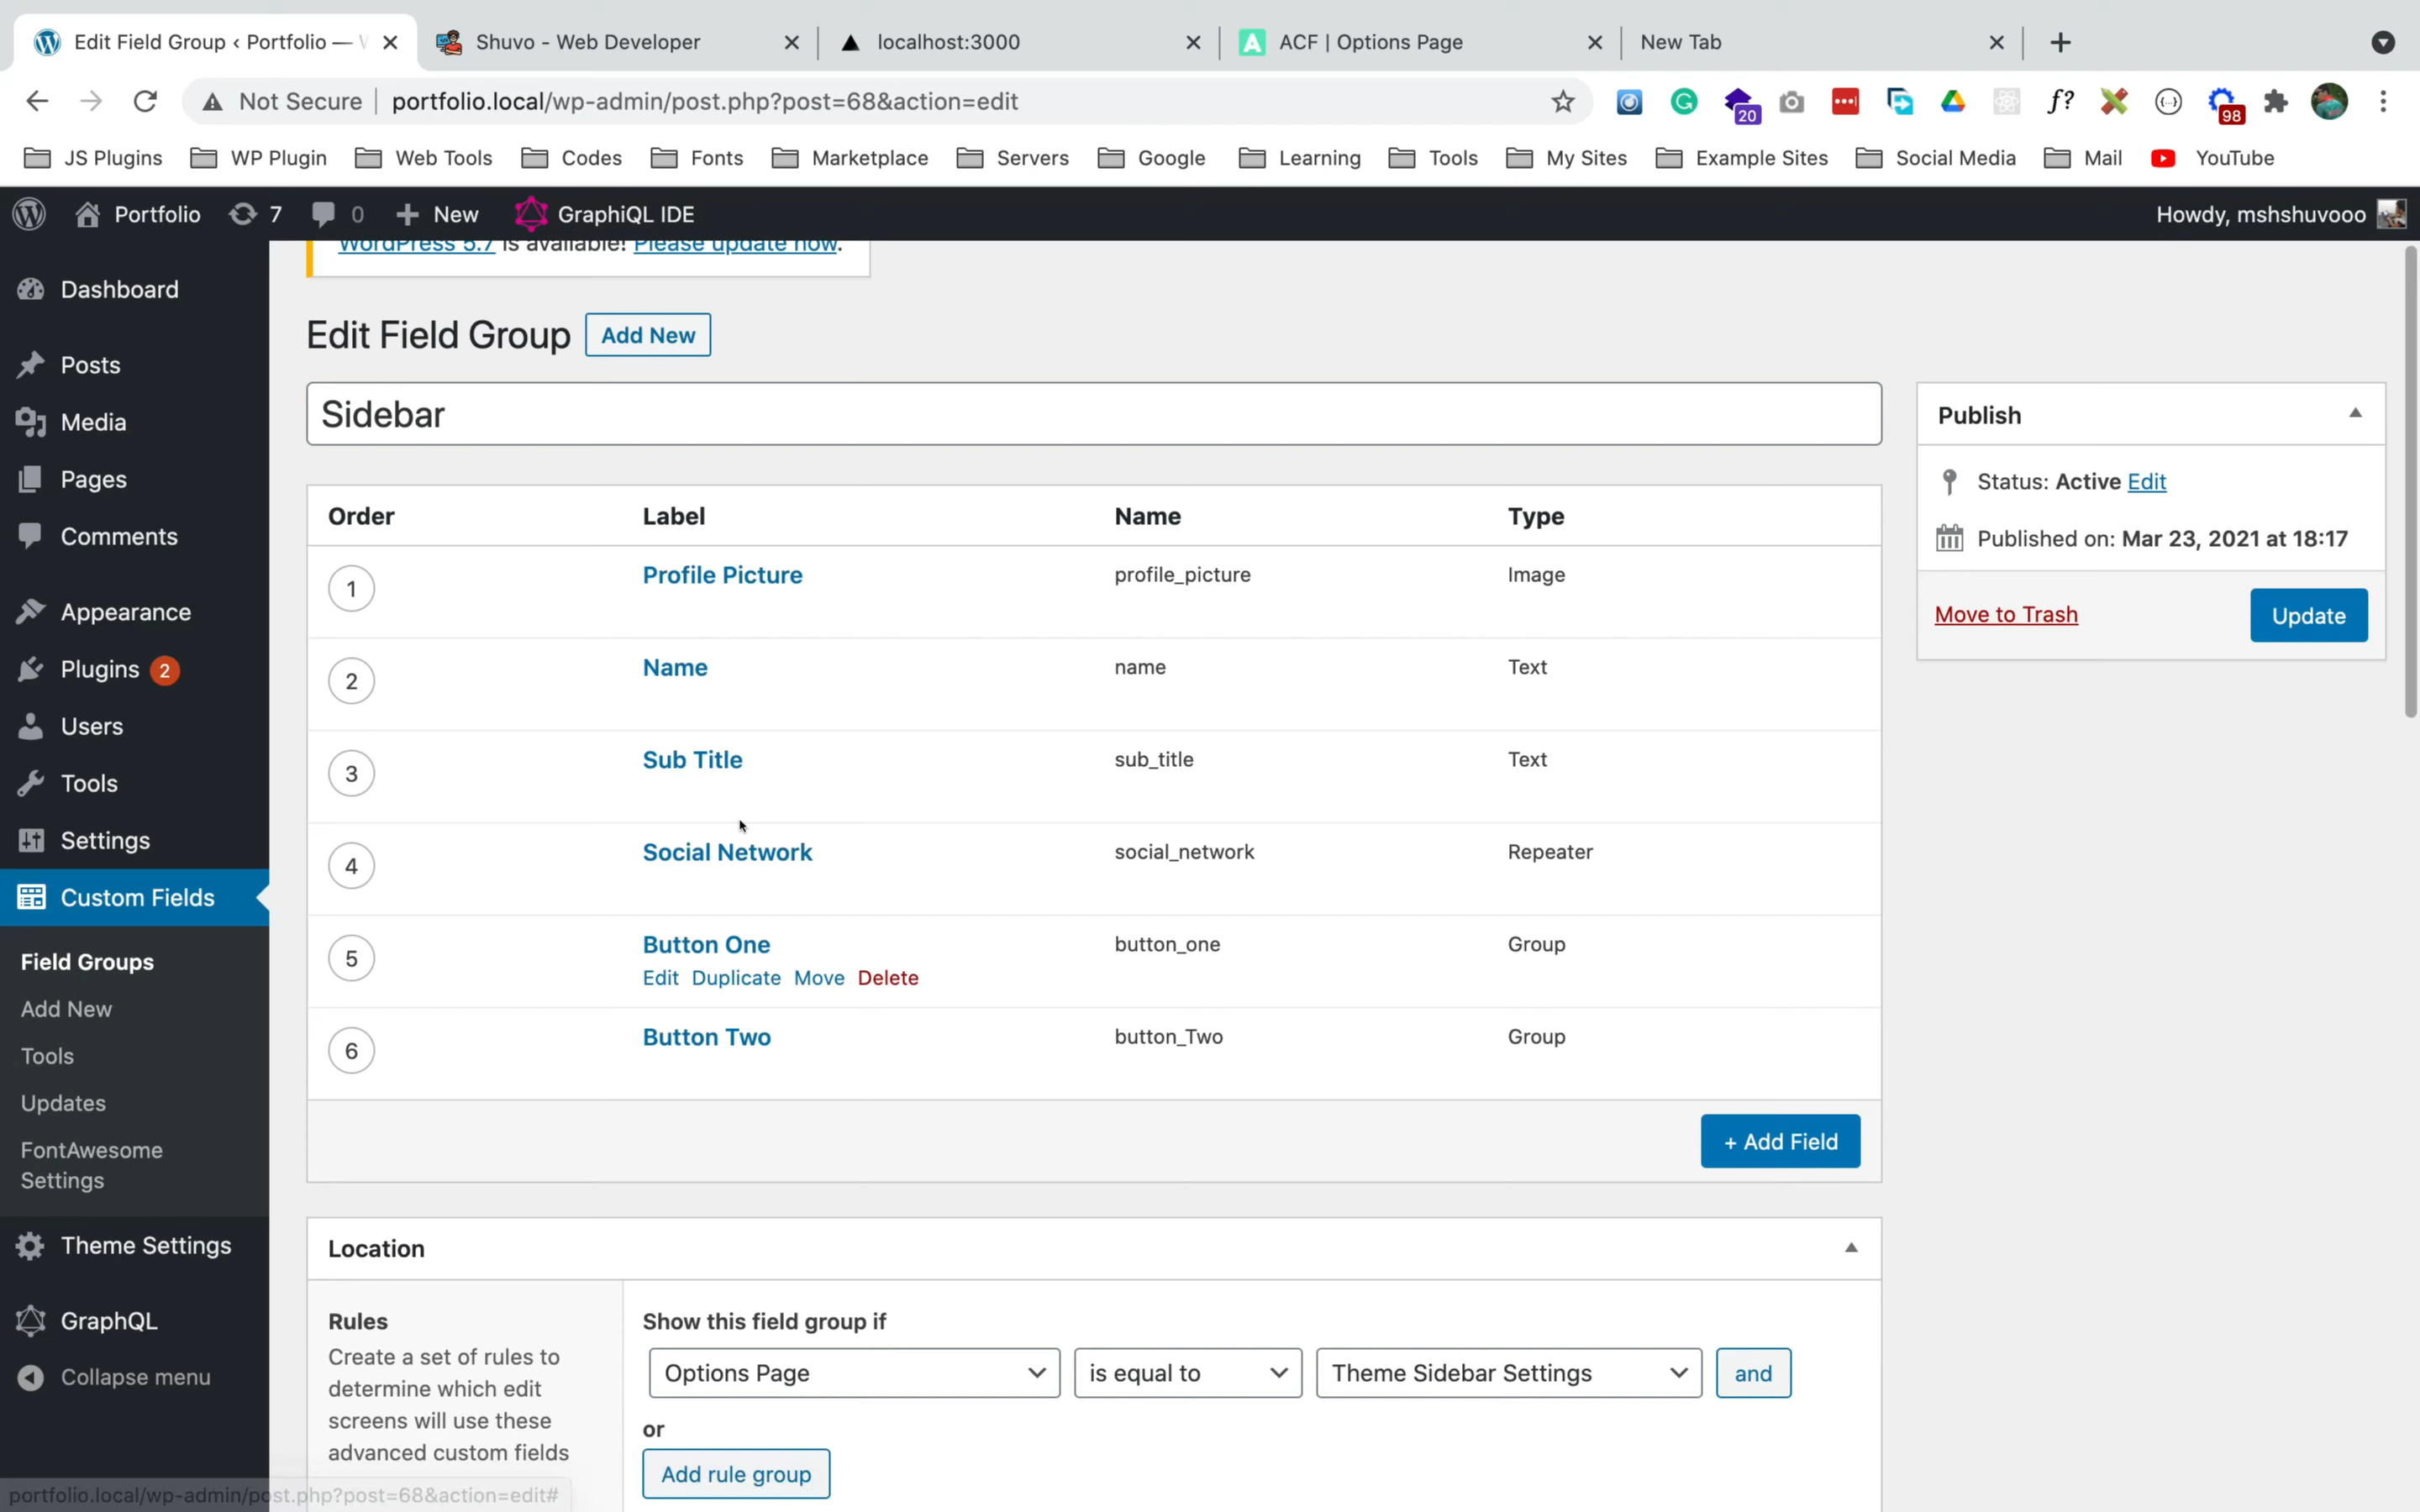 Edit Field Group ‹ Portfolio — W
Shuvo - Web Developer
localhost:3000
ACF | Options Page
New Tab
Not Secure
portfolio.local/wp-admin/post.php?post=68&action=edit
20
98
JS Plugins
WP Plugin
Web Tools
Codes
Fonts
Marketplace
Servers
Google
Learning
Tools
My Sites
Example Sites
Social Media
Mail
YouTube
Portfolio
7
0
New
GraphiQL IDE
Howdy, mshshuvooo
WordPress 5.7 is available! Please update now.
Dashboard
Posts
Media
Pages
Comments
Appearance
Plugins 2
Users
Tools
Settings
Custom Fields
Field Groups
Add New
Tools
Updates
FontAwesome
Settings
Theme Settings
GraphQL
Collapse menu
Edit Field Group
Add New
Sidebar
Order Label Name Type
1 Profile Picture profile_picture Image
2 Name name Text
3 Sub Title sub_title Text
4 Social Network social_network Repeater
5 Button One button_one Group
Edit Duplicate Move Delete
6 Button Two button_Two Group
+ Add Field
Publish
Status: Active Edit
Published on: Mar 23, 2021 at 18:17
Move to Trash
Update
Location
Rules
Create a set of rules to
determine which edit
screens will use these
advanced custom fields
Show this field group if
Options Page
is equal to
Theme Sidebar Settings
and
or
Add rule group
portfolio.local/wp-admin/post.php?post=68&action=edit#